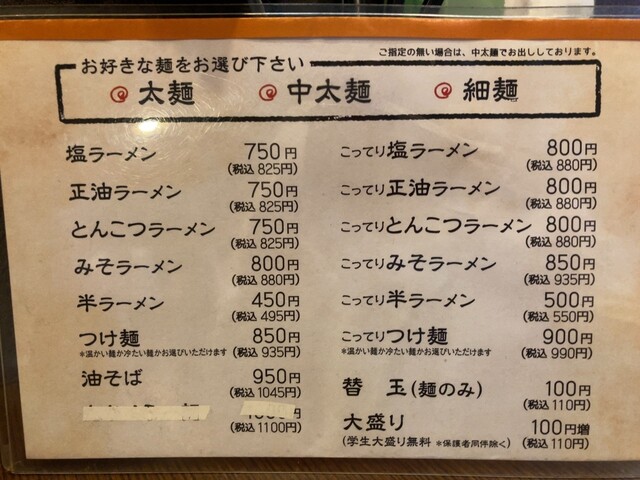 ご指定の無い場合は、中太麺でお出ししております。
お好きな麺をお選び下さい
太麺 中太麺 細麺
塩ラーメン 750円
(税込 825円)
正油ラーメン 750円
(税込 825円)
とんこつラーメン 750円
(税込 825円)
みそラーメン 800円
(税込 880円)
半ラーメン 450円
(税込 495円)
つけ麺 850円
*温かい麺か冷たい麺かお選びいただけます (税込 935円)
油そば 950円
(税込 1045円)
(税込 1100円)
こってり塩ラーメン 800円
(税込 880円)
こってり正油ラーメン 800円
(税込 880円)
こってりとんこつラーメン 800円
(税込 880円)
こってりみそラーメン 850円
(税込 935円)
こってり半ラーメン 500円
(税込 550円)
こってりつけ麺 900円
*温かい麺か冷たい麺かお選びいただけます (税込 990円)
替 玉(麺のみ) 100円
(税込 110円)
大盛り 100円増
(学生大盛り無料 *保護者同伴除く) (税込 110円)